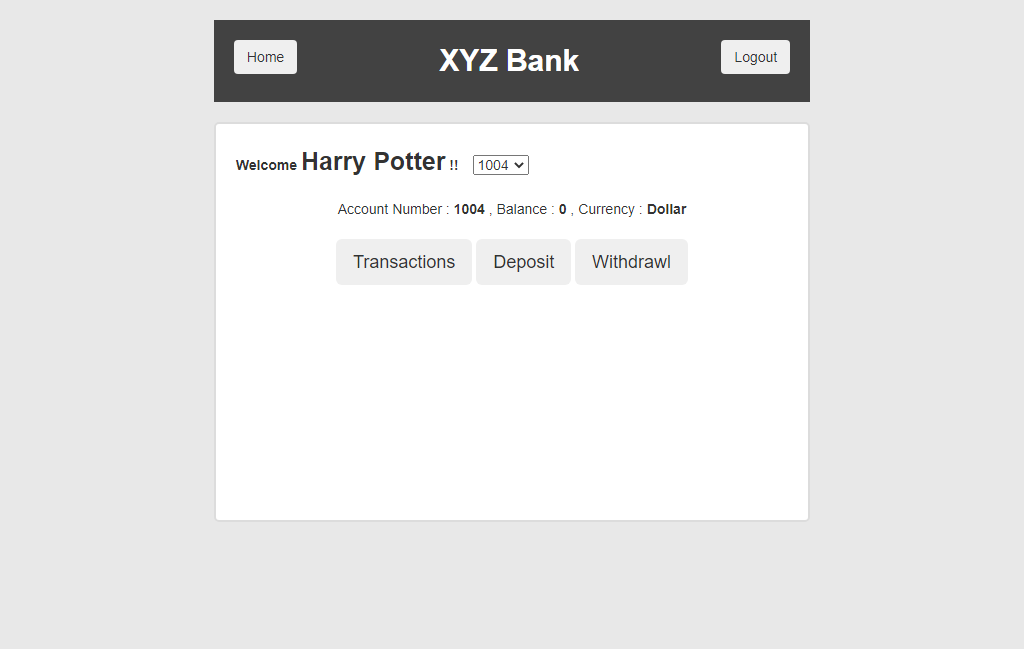 Home XYZ Bank Logout
Welcome Harry Potter !! 1004
Account Number : 1004 , Balance : 0 , Currency : Dollar
Transactions Deposit Withdrawl